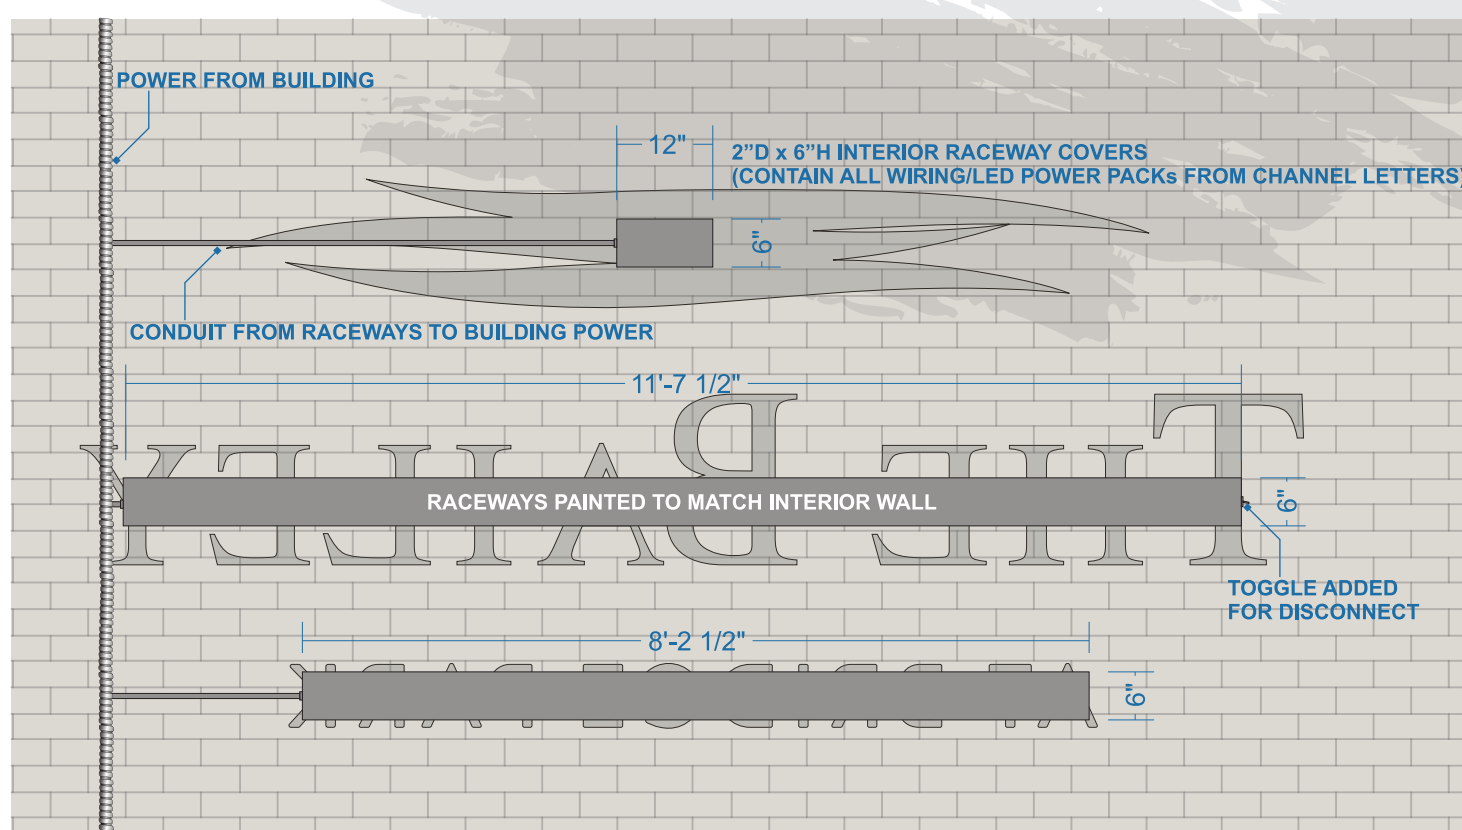 POWER FROM BUILDING
12"
2”D x 6”H INTERIOR RACEWAY COVERS
(CONTAIN ALL WIRING/LED POWER PACKs FROM CHANNEL LETTERS)
6"
CONDUIT FROM RACEWAYS TO BUILDING POWER
11'-7 1/2"
THE BAILEY
RACEWAYS PAINTED TO MATCH INTERIOR WALL
6"
TOGGLE ADDED
FOR DISCONNECT
8'-2 1/2"
6"